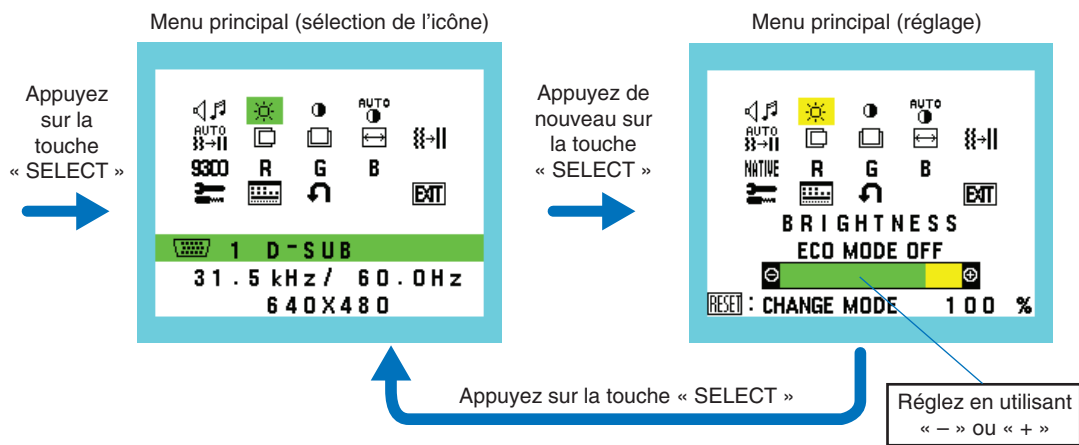 Menu principal (sélection de l'icône)
Menu principal (réglage)
Appuyez
sur la
touche
« SELECT »
AUTO
AUTO
9300 R G B
EXIT
1 D-SUB
31.5 kHz/ 60.0Hz
640X480
Appuyez de
nouveau sur
la touche
« SELECT »
AUTO
AUTO
NATIVE R G B
EXIT
BRIGHTNESS
ECO MODE OFF
RESET : CHANGE MODE 100 %
Appuyez sur la touche « SELECT »
Réglez en utilisant
« – » ou « + »